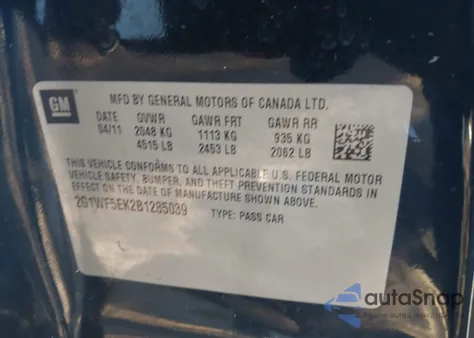 GM
MFD BY GENERAL MOTORS OF CANADA LTD.
DATE GVWR GAWR FRT GAWR RR
04/11 2048 KG 1113 KG 935 KG
4515 LB 2453 LB 2062 LB
THIS VEHICLE CONFORMS TO ALL APPLICABLE U.S. FEDERAL MOTOR
VEHICLE SAFETY, BUMPER, AND THEFT PREVENTION STANDARDS
IN EFFECT ON THE DATE OF MANUFACTURE SHOWN ABOVE.
2G1WF5EK2B1285039 TYPE: PASS CAR
autoSnap